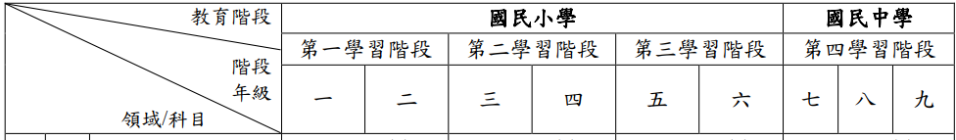 教育階段 國民小學 國民中學
第一學習階段 第二學習階段 第三學習階段 第四學習階段
階段
年級 一 二 三 四 五 六 七 八 九
領域/科目